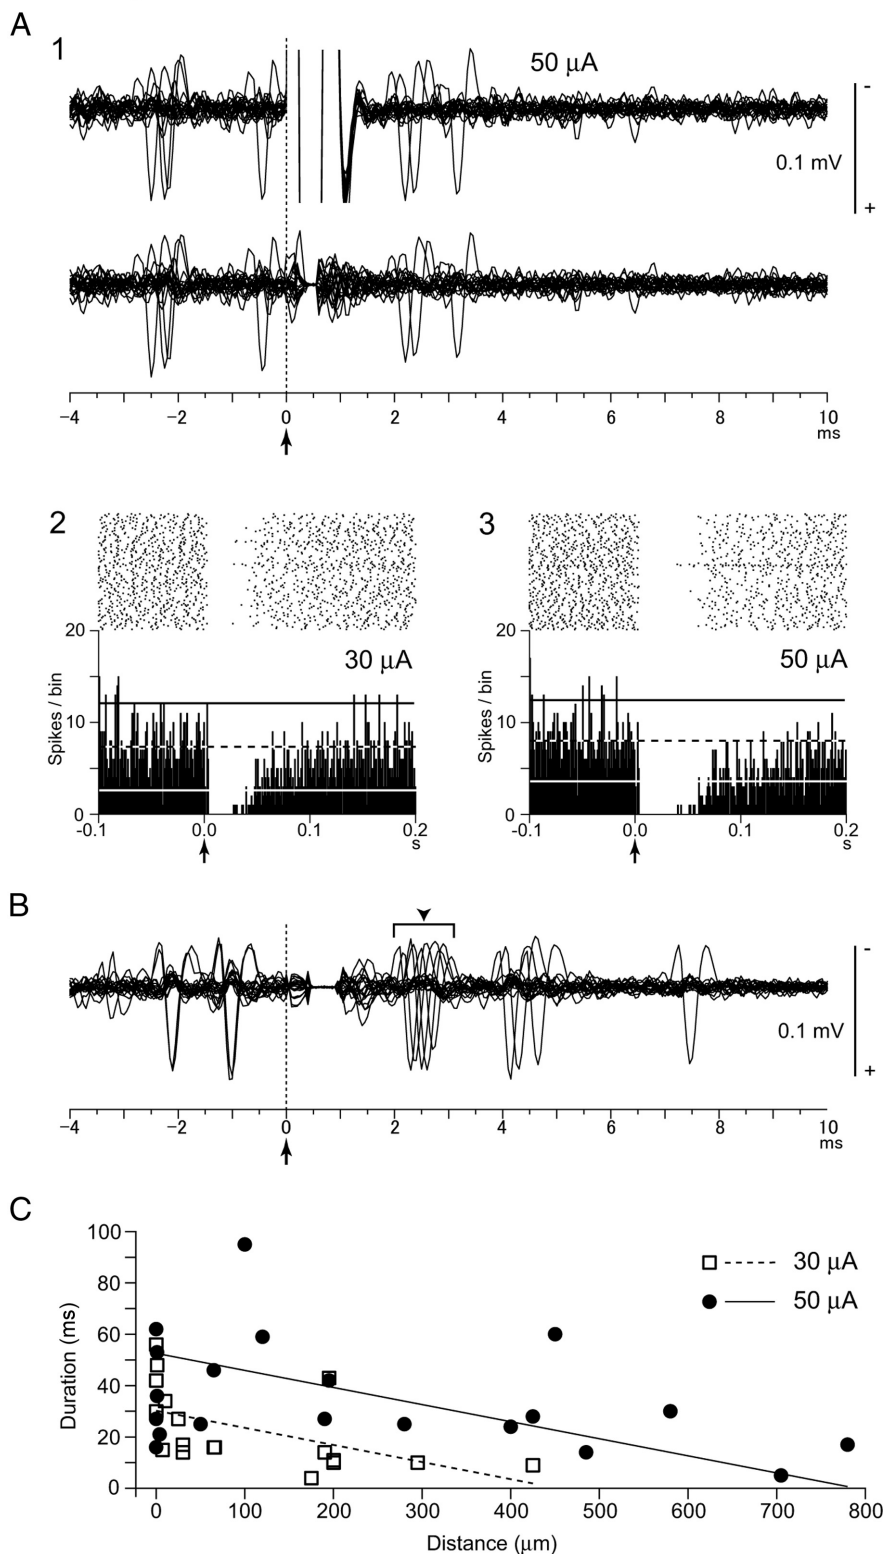 A
1
50 μA
-
0.1 mV
+
−4 −2 0 2 4 6 8 10
ms
2
3
20
10
0
Spikes / bin
30 μA
-0.1 0.0 0.1 0.2
s
20
10
0
Spikes / bin
50 μA
-0.1 0.0 0.1 0.2
s
B
-
0.1 mV
+
−4 −2 0 2 4 6 8 10
ms
C
100
80
60
40
20
0
Duration (ms)
30 μA
50 μA
0 100 200 300 400 500 600 700 800
Distance (μm)